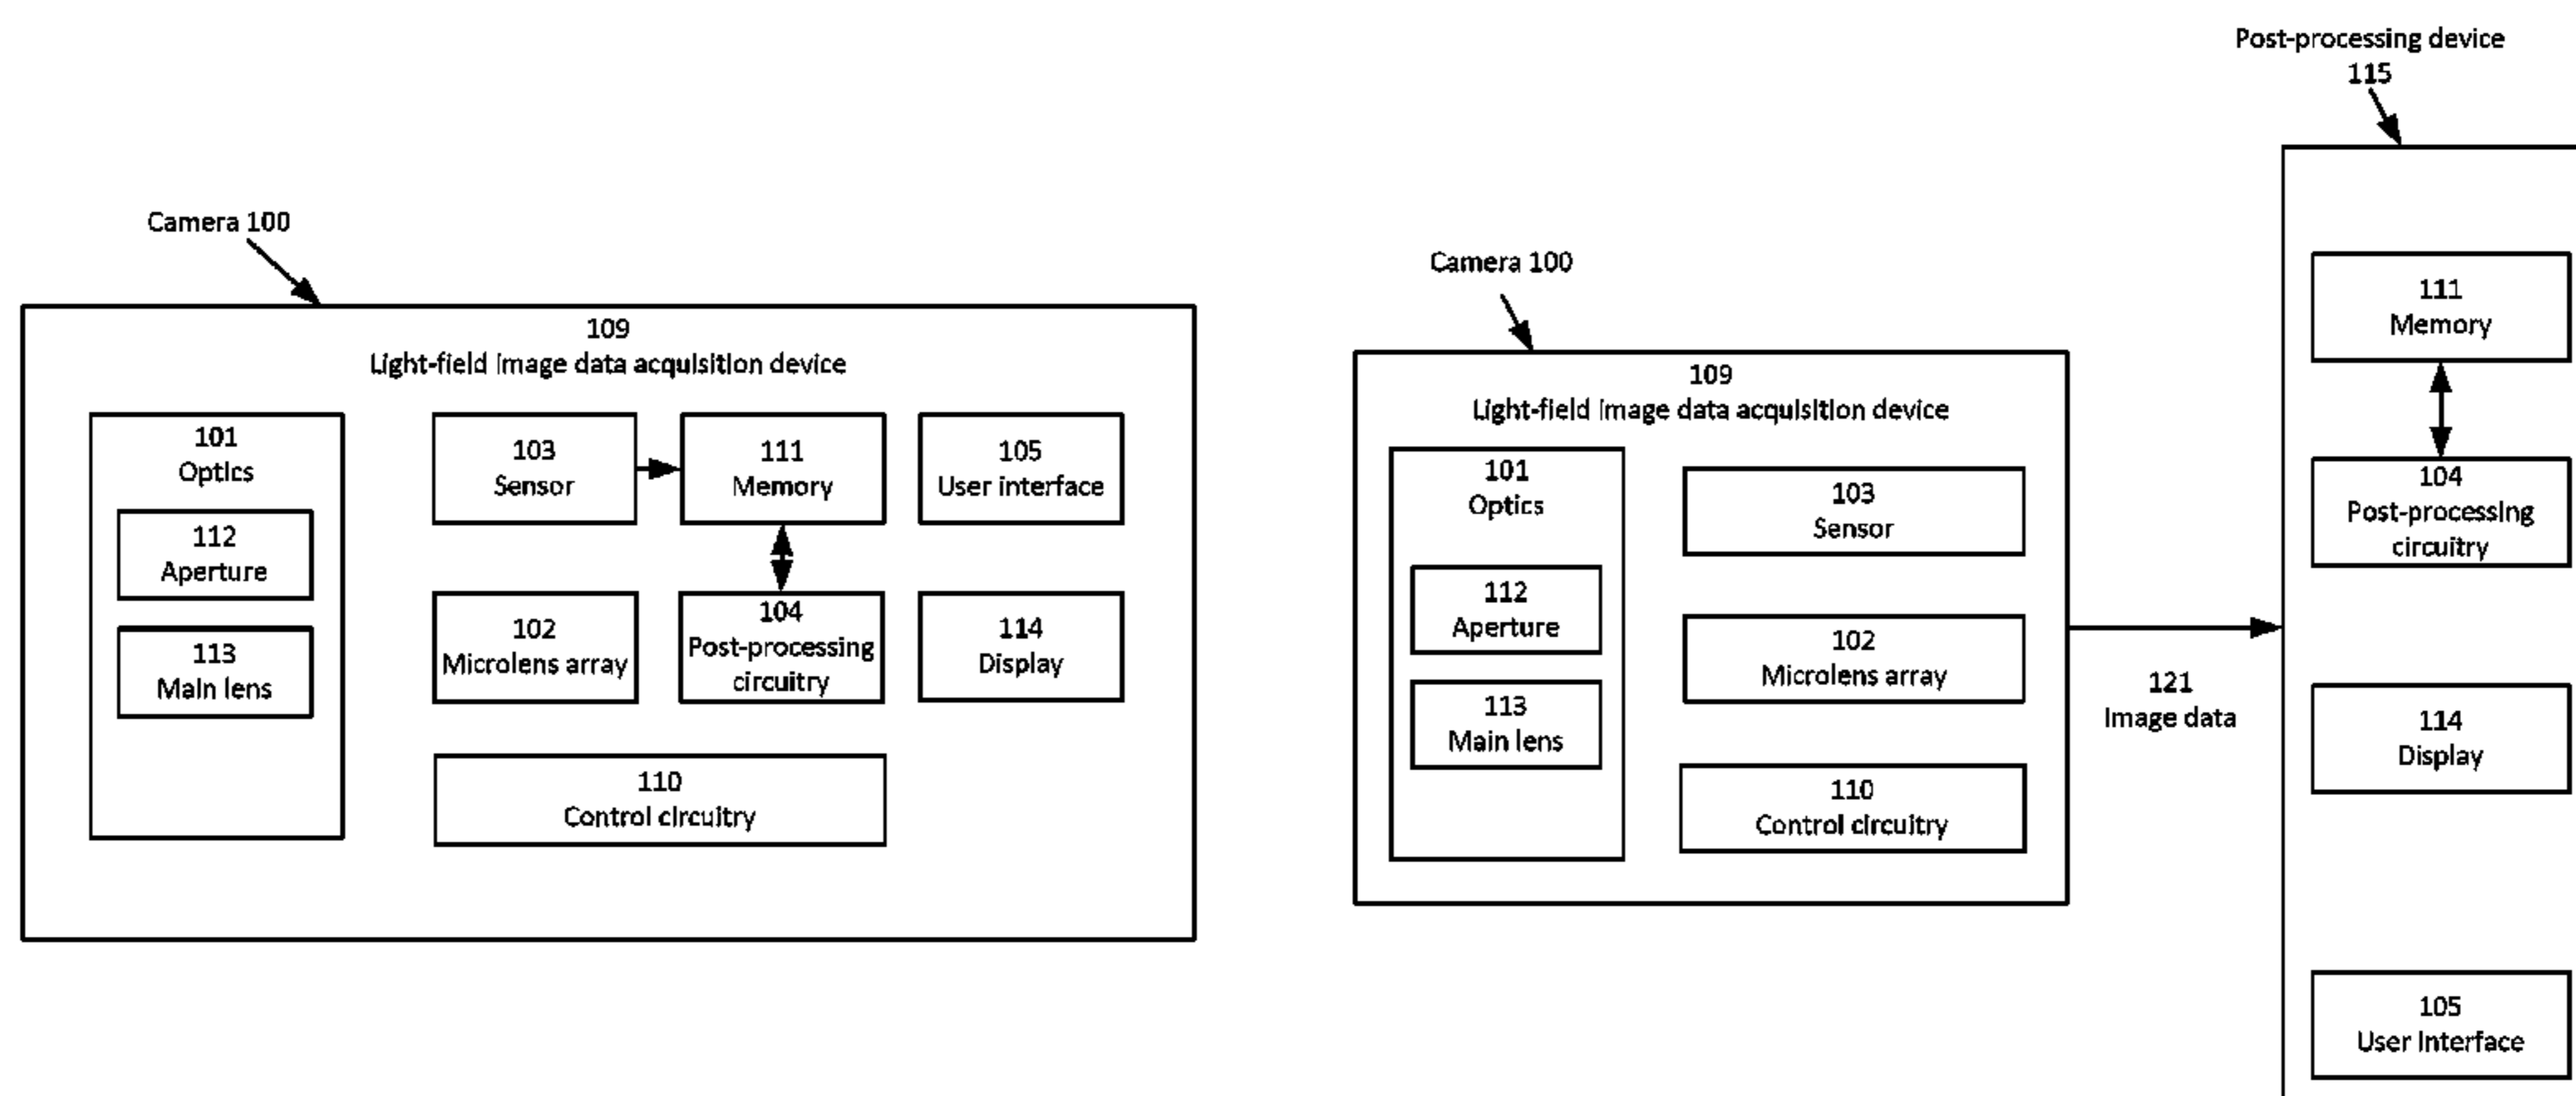 Camera 100
109
Light-field image data acquisition device
101
Optics
112
Aperture
113
Main lens
103
Sensor
111
Memory
105
User interface
102
Microlens array
104
Post-processing
circuitry
114
Display
110
Control circuitry
Camera 100
109
Light-field image data acquisition device
101
Optics
112
Aperture
113
Main lens
103
Sensor
102
Microlens array
110
Control circuitry
121
Image data
Post-processing device
115
111
Memory
104
Post-processing
circuitry
114
Display
105
User interface